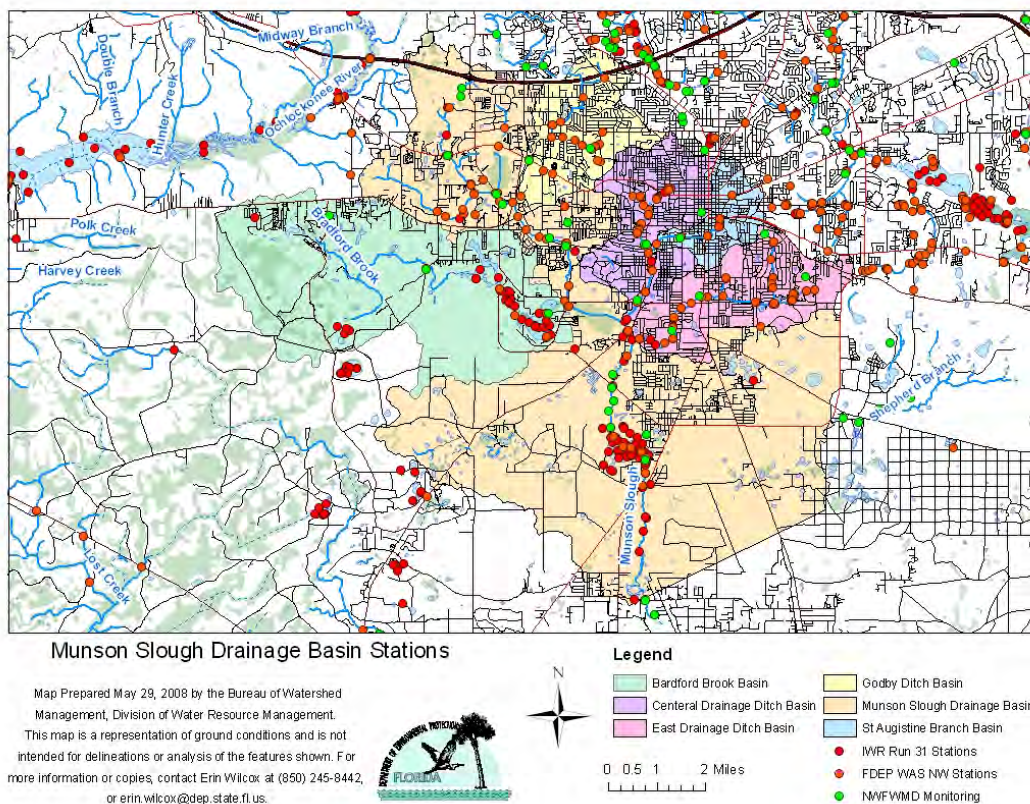 Midway Branch
Double Branch
Hunter Creek
Ochlockonee River
Polk Creek
Bradford Brook
Harvey Creek
Shepherd Branch
Munson Slough
Lost Creek
Munson Slough Drainage Basin Stations
Map Prepared May 29, 2008 by the Bureau of Watershed
Management, Division of Water Resource Management.
This map is a representation of ground conditions and is not
intended for delineations or analysis of the features shown. For
more information or copies, contact Erin Wilcox at (850) 245-8442,
or erin.wilcox@dep.state.fl.us.
DEPARTMENT OF ENVIRONMENTAL PROTECTION
FLORIDA
N
Legend
Bardford Brook Basin
Centeral Drainage Ditch Basin
East Drainage Ditch Basin
Godby Ditch Basin
Munson Slough Drainage Basin
St Augistine Branch Basin
IWR Run 31 Stations
FDEP WAS NW Stations
NWFWMD Monitoring
0 0.5 1 2 Miles